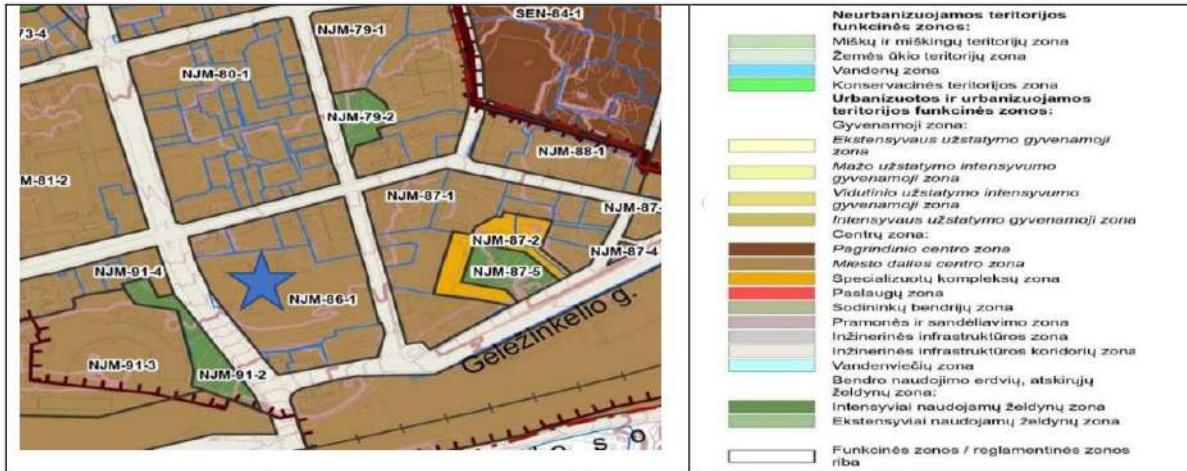 SEN-84-1
73-4
NJM-79-1
NJM-80-1
NJM-79-2
NJM-88-1
M-81-2
NJM-87-1
NJM-87-
NJM-87-2
NJM-87-4
NJM-87-5
NJM-91-4
NJM-86-1
Geležinkelio g.
NJM-91-3
NJM-91-2
o s o
Neurbanizuojamos teritorijos
funkcinės zonos:
Miškų ir miškingų teritorijų zona
Žemės ūkio teritorijų zona
Vandenų zona
Konservacinės teritorijos zona
Urbanizuotos ir urbanizuojamos
teritorijos funkcinės zonos:
Gyvenamoji zona:
Ekstensyvaus užstatymo gyvenamoji
zona
Mažo užstatymo intensyvumo
gyvenamoji zona
Vidutinio užstatymo intensyvumo
gyvenamoji zona
Intensyvaus užstatymo gyvenamoji zona
Centrų zona:
Pagrindinio centro zona
Miesto dalies centro zona
Specializuotų kompleksų zona
Paslaugų zona
Sodininkų bendrijų zona
Pramonės ir sandėliavimo zona
Inžinerinės infrastruktūros zona
Inžinerinės infrastruktūros koridorių zona
Vandenviečių zona
Bendro naudojimo erdvių, atskirųjų
želdynų zona:
Intensyviai naudojamų želdynų zona
Ekstensyviai naudojamų želdynų zona
Funkcinės zonos / reglamentinės zonos
riba